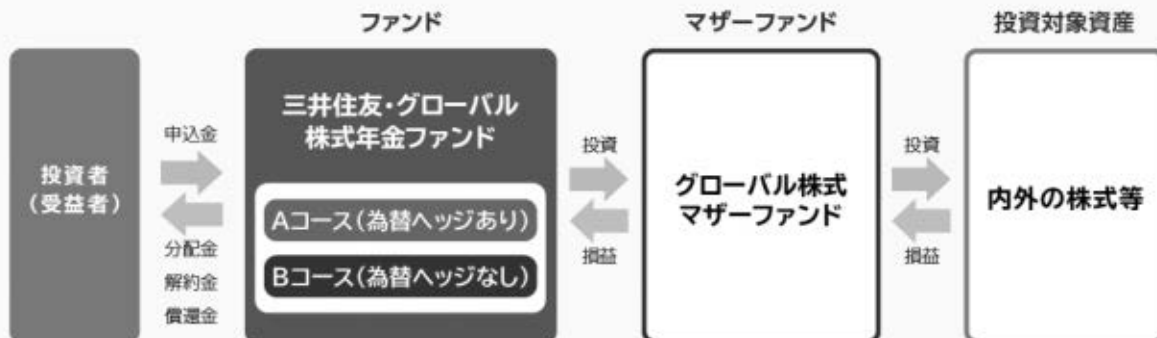 ファンド
マザーファンド
投資対象資産
投資者
(受益者)
申込金
分配金
解約金
償還金
三井住友・グローバル
株式年金ファンド
Aコース(為替ヘッジあり)
Bコース(為替ヘッジなし)
投資
損益
グローバル株式
マザーファンド
投資
損益
内外の株式等